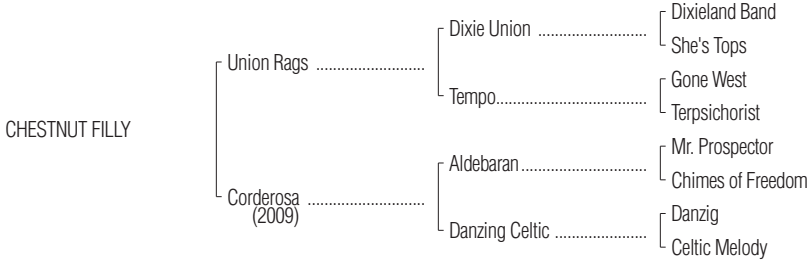 Dixieland Band
Dixie Union ..........................
She's Tops
Union Rags ..........................
Gone West
Tempo....................................
Terpsichorist
CHESTNUT FILLY
Mr. Prospector
Aldebaran..............................
Chimes of Freedom
Corderosa ............................
(2009)
Danzig
Danzing Celtic ......................
Celtic Melody